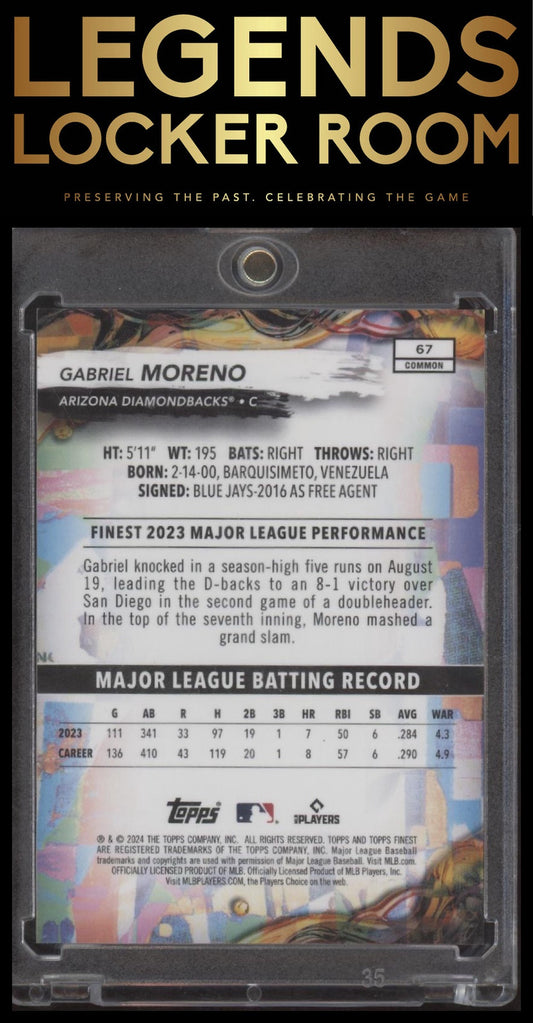 LEGENDS
LOCKER ROOM
PRESERVING THE PAST. CELEBRATING THE GAME
67
COMMON
GABRIEL MORENO
ARIZONA DIAMONDBACKS® • C
HT: 5'11" WT: 195 BATS: RIGHT THROWS: RIGHT
BORN: 2-14-00, BARQUISIMETO, VENEZUELA
SIGNED: BLUE JAYS-2016 AS FREE AGENT
FINEST 2023 MAJOR LEAGUE PERFORMANCE
Gabriel knocked in a season-high five runs on August
19, leading the D-backs to an 8-1 victory over
San Diego in the second game of a doubleheader.
In the top of the seventh inning, Moreno mashed a
grand slam.
MAJOR LEAGUE BATTING RECORD
G AB R H 2B 3B HR RBI SB AVG WAR
2023 111 341 33 97 19 1 7 50 6 .284 4.3
CAREER 136 410 43 119 20 1 8 57 6 .290 4.9
Topps PLAYERS
® & © 2024 THE TOPPS COMPANY, INC. ALL RIGHTS RESERVED. TOPPS AND TOPPS FINEST
ARE REGISTERED TRADEMARKS OF THE TOPPS COMPANY, INC. Major League Baseball
trademarks and copyrights are used with permission of Major League Baseball. Visit MLB.com.
OFFICIALLY LICENSED PRODUCT OF MLB. Officially Licensed Product of MLB Players, Inc.
Visit MLBPLAYERS.COM, the Players Choice on the web.
35